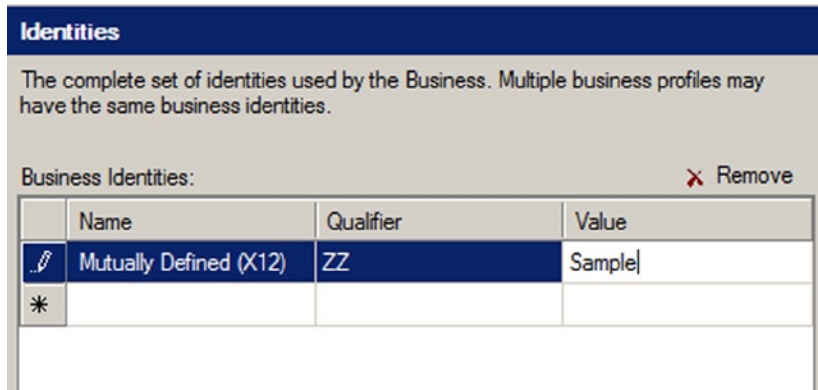 Identities
The complete set of identities used by the Business. Multiple business profiles may
have the same business identities.
Business Identities:
Remove
Name Qualifier Value
Mutually Defined (X12) ZZ Sample